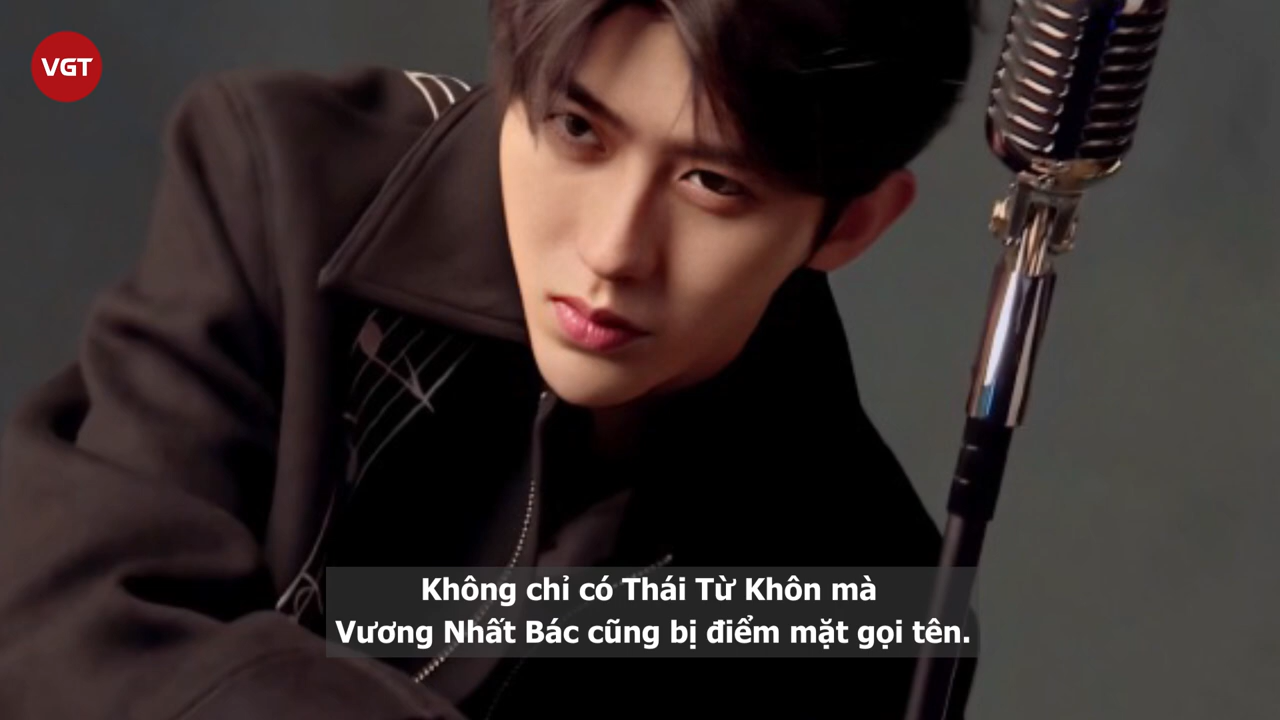 VGT
Không chỉ có Thái Từ Khôn mà
Vương Nhất Bác cũng bị điểm mặt gọi tên.